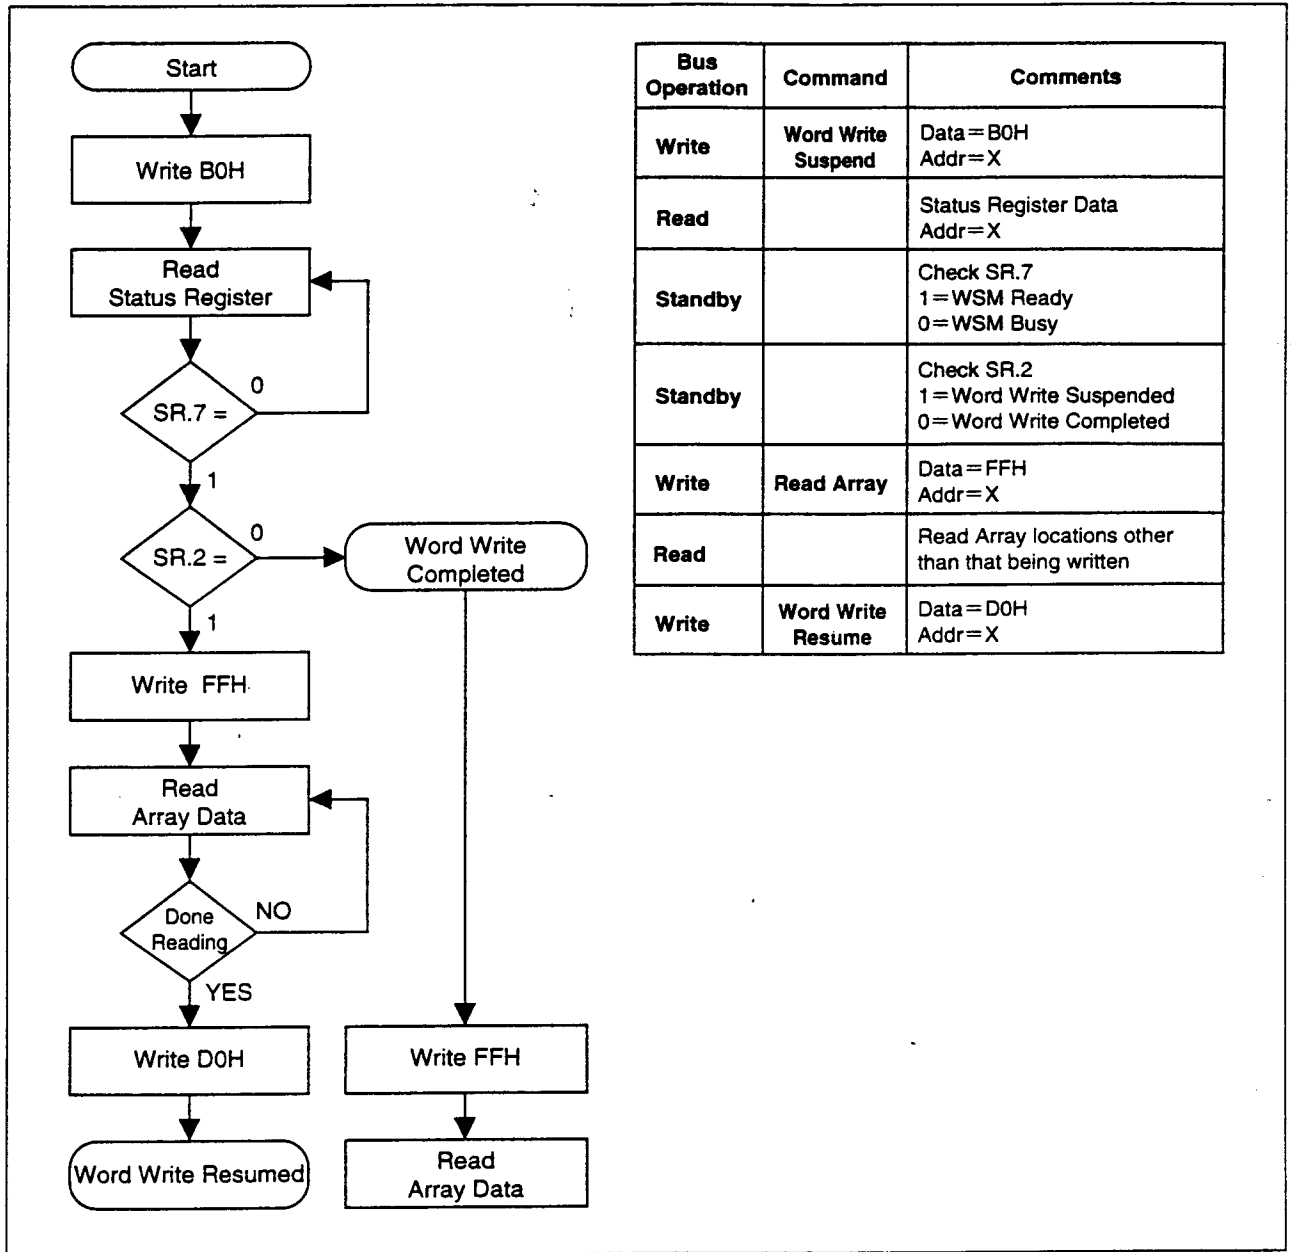 Start
Write B0H
Read
Status Register
0
SR.7 =
1
0
SR.2 =
Word Write
Completed
1
Write FFH
Read
Array Data
Done
Reading
NO
YES
Write D0H
Write FFH
Word Write Resumed
Read
Array Data
Bus
Operation
Command
Comments
Write
Word Write
Suspend
Data=B0H
Addr=X
Read
Status Register Data
Addr=X
Standby
Check SR.7
1=WSM Ready
0=WSM Busy
Standby
Check SR.2
1=Word Write Suspended
0=Word Write Completed
Write
Read Array
Data=FFH
Addr=X
Read
Read Array locations other
than that being written
Write
Word Write
Resume
Data=D0H
Addr=X